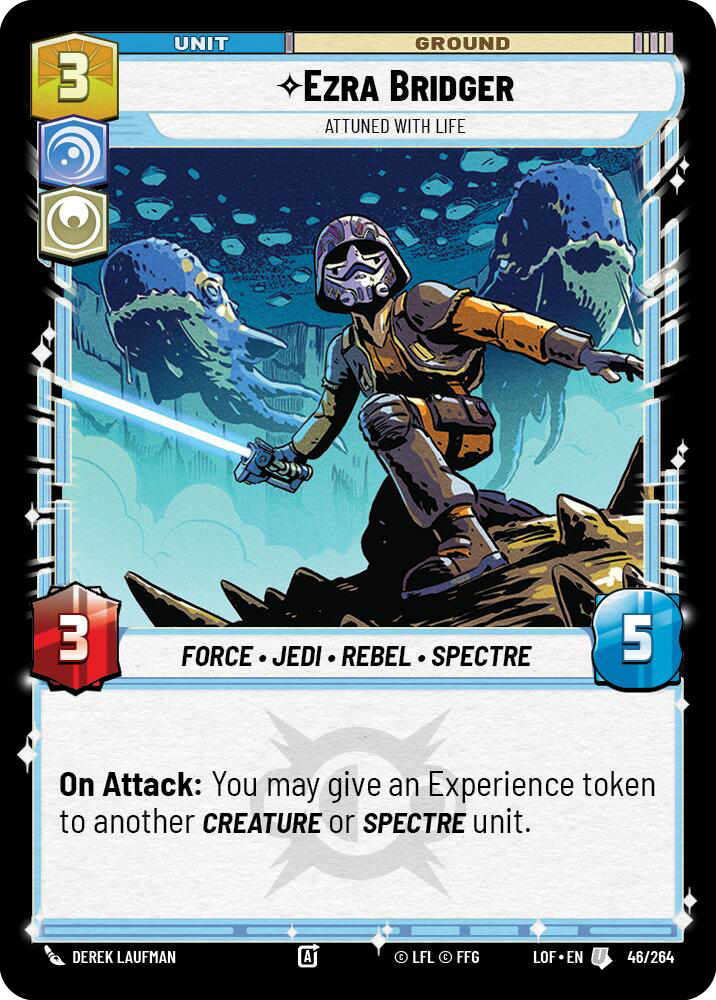 UNIT
GROUND
3
✧EZRA BRIDGER
ATTUNED WITH LIFE
3
FORCE • JEDI • REBEL • SPECTRE
5
On Attack: You may give an Experience token
to another CREATURE or SPECTRE unit.
DEREK LAUFMAN
A
© LFL © FFG
LOF • EN
U
46/264